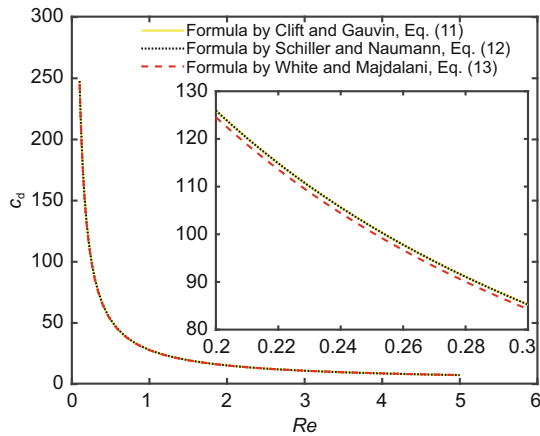 300
Formula by Clift and Gauvin, Eq. (11)
Formula by Schiller and Naumann, Eq. (12)
Formula by White and Majdalani, Eq. (13)
250
200
150
100
50
0
cd
130
120
110
100
90
80
0.2 0.22 0.24 0.26 0.28 0.3
0 1 2 3 4 5 6
Re